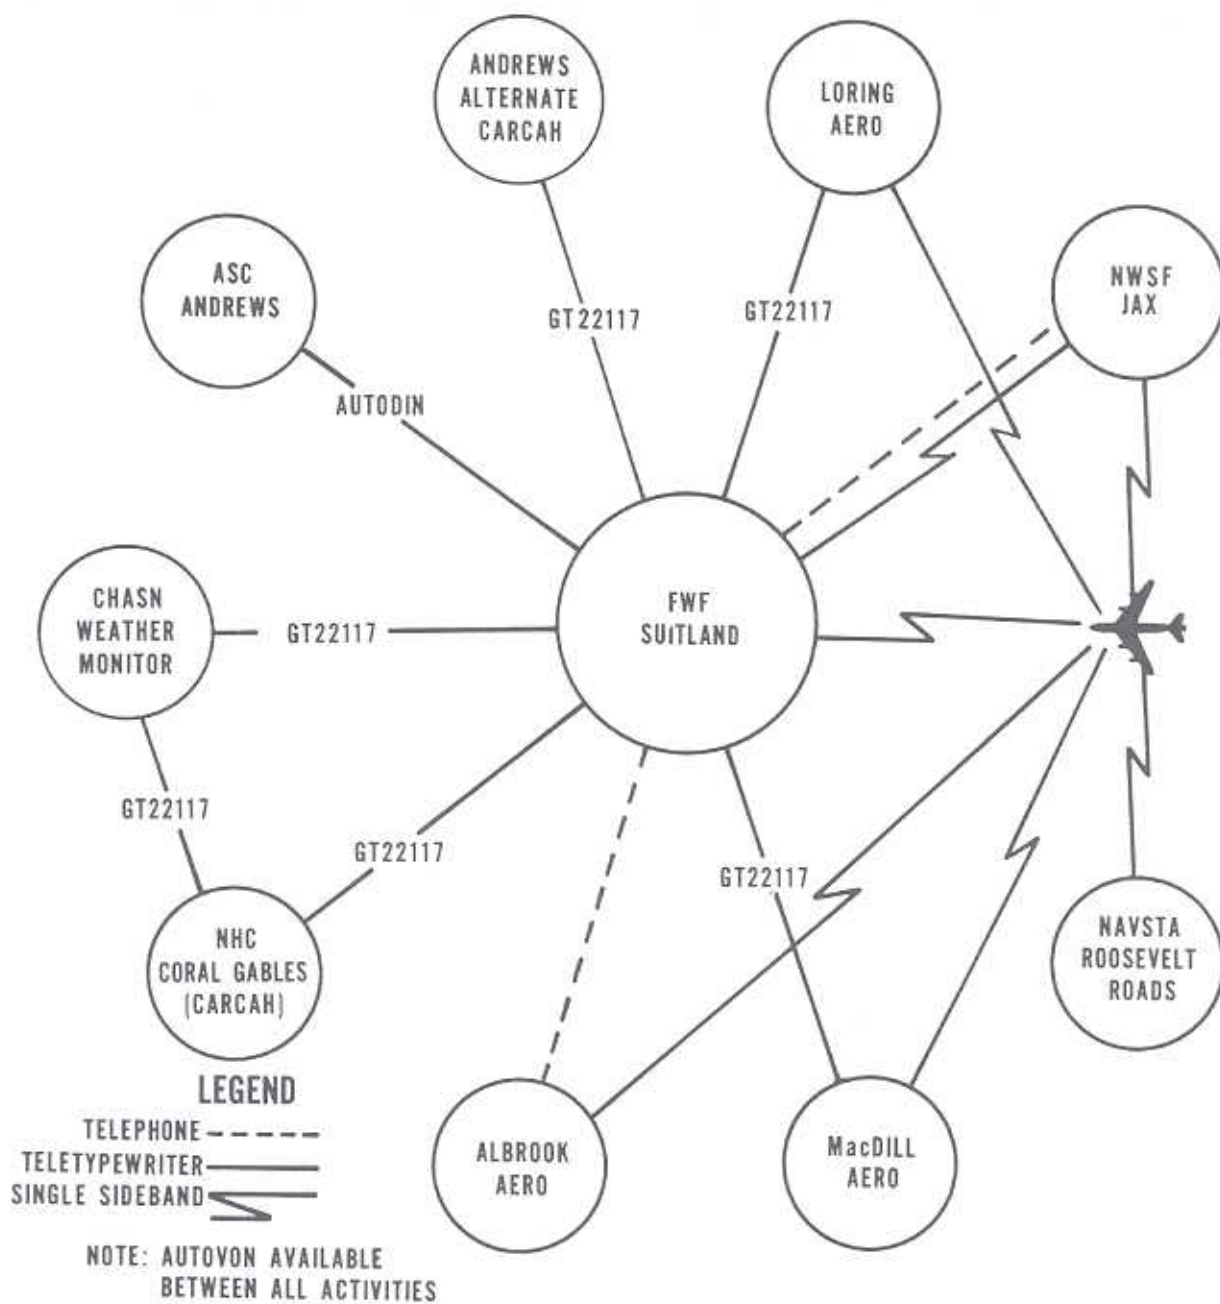 ANDREWS
ALTERNATE
CARCAH
LORING
AERO
ASC
ANDREWS
NWSF
JAX
GT22117
GT22117
AUTODIN
CHASN
WEATHER
MONITOR
GT22117
FWF
SUiTLAND
GT22117
GT22117
GT22117
NHC
CORAL GABLES
(CARCAH)
NAVSTA
ROOSEVELT
ROADS
ALBROOK
AERO
MacDILL
AERO
LEGEND
TELEPHONE
TELETYPEWRITER
SINGLE SIDEBAND
NOTE: AUTOVON AVAILABLE
BETWEEN ALL ACTIVITIES